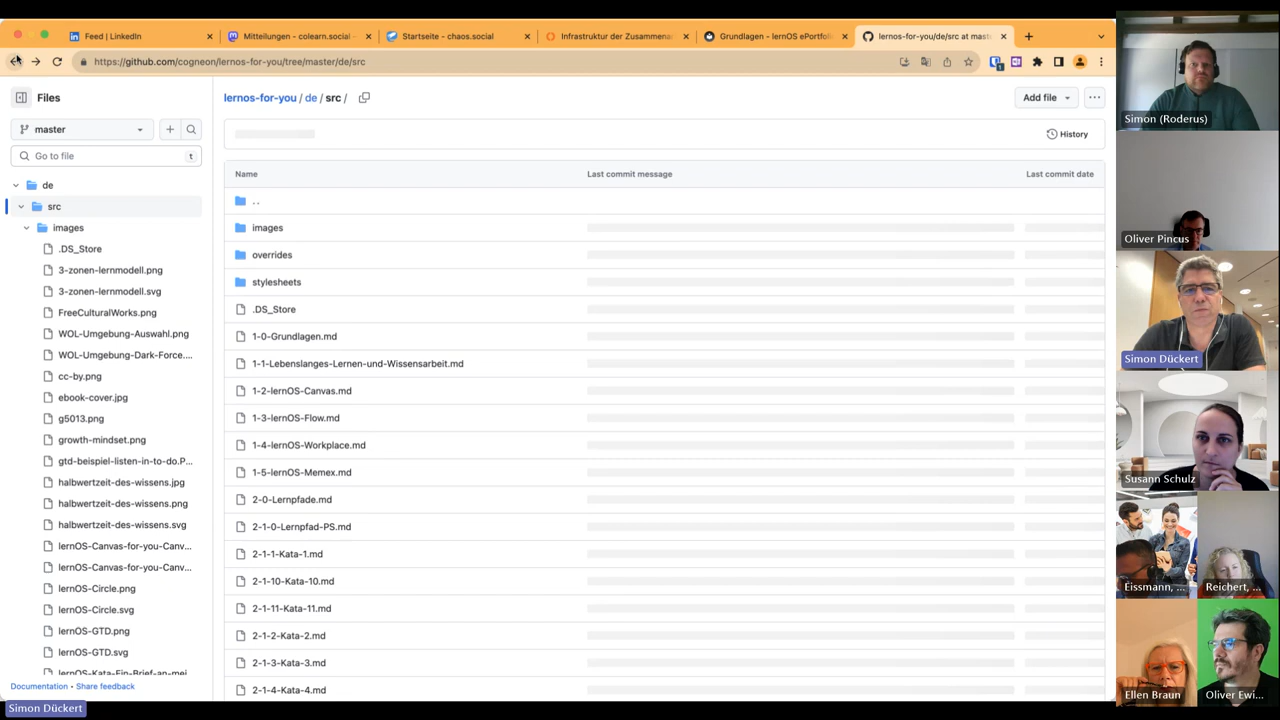 Feed | LinkedIn
Mitteilungen - colearn.social -
Startseite - chaos.social
Infrastruktur der Zusammena
Grundlagen - lernOS ePortfolio
lernos-for-you/de/src at mast
https://github.com/cogneon/lernos-for-you/tree/master/de/src
Files
master
Go to file
t
de
src
images
.DS_Store
3-zonen-lernmodell.png
3-zonen-lernmodell.svg
FreeCulturalWorks.png
WOL-Umgebung-Auswahl.png
WOL-Umgebung-Dark-Force....
cc-by.png
ebook-cover.jpg
g5013.png
growth-mindset.png
gtd-beispiel-listen-in-to-do.P...
halbwertzeit-des-wissens.jpg
halbwertzeit-des-wissens.png
halbwertzeit-des-wissens.svg
lernOS-Canvas-for-you-Canv...
lernOS-Canvas-for-you-Canv...
lernOS-Circle.png
lernOS-Circle.svg
lernOS-GTD.png
lernOS-GTD.svg
lernOS-Kata-Ein-Brief-an-mei
Documentation • Share feedback
lernos-for-you / de / src /
Add file
History
Name
Last commit message
Last commit date
..
images
overrides
stylesheets
.DS_Store
1-0-Grundlagen.md
1-1-Lebenslanges-Lernen-und-Wissensarbeit.md
1-2-lernOS-Canvas.md
1-3-lernOS-Flow.md
1-4-lernOS-Workplace.md
1-5-lernOS-Memex.md
2-0-Lernpfade.md
2-1-0-Lernpfad-PS.md
2-1-1-Kata-1.md
2-1-10-Kata-10.md
2-1-11-Kata-11.md
2-1-2-Kata-2.md
2-1-3-Kata-3.md
2-1-4-Kata-4.md
Simon (Roderus)
Oliver Pincus
Simon Dückert
Susann Schulz
Eissmann, ...
Reichert, ...
Ellen Braun
Oliver Ewi...
Simon Dückert